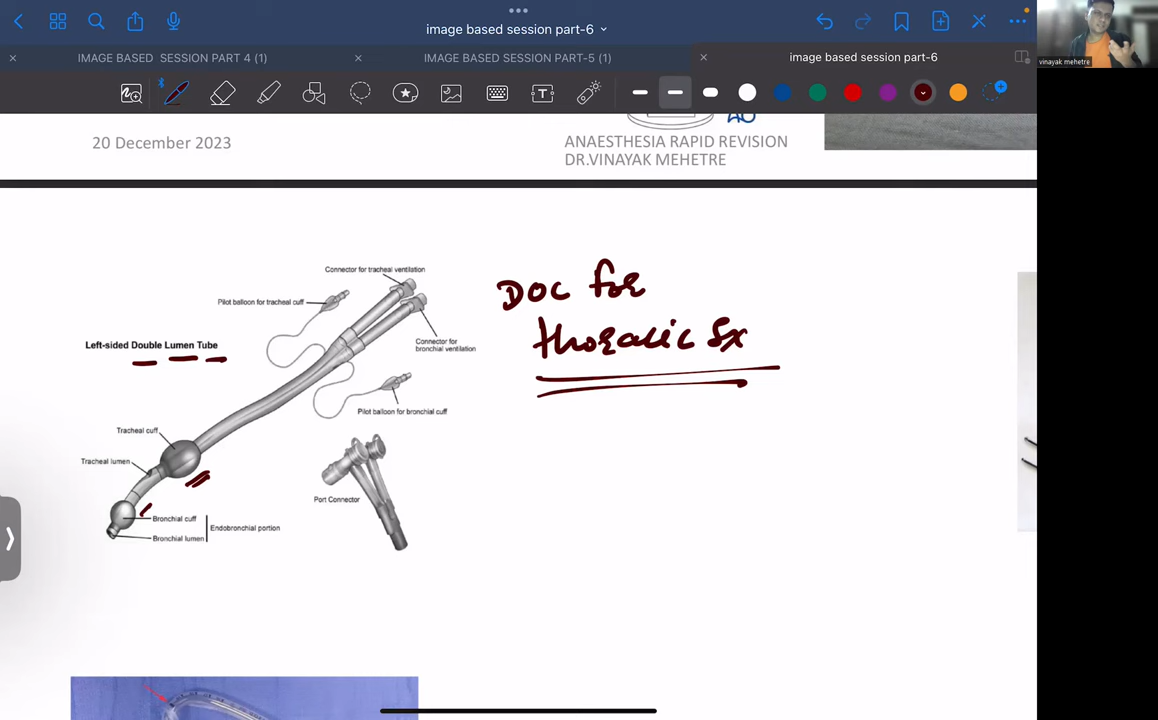 image based session part-6
IMAGE BASED SESSION PART 4 (1)
IMAGE BASED SESSION PART-5 (1)
image based session part-6
vinayak mehetre
20 December 2023
ANAESTHESIA RAPID REVISION
DR.VINAYAK MEHETRE
Connector for tracheal ventilation
Pilot balloon for tracheal cuff
Left-sided Double Lumen Tube
Connector for
bronchial ventilation
Pilot balloon for bronchial cuff
Tracheal cuff
Tracheal lumen
Port Connector
Bronchial cuff
Endobronchial portion
Bronchial lumen
DOC for
thoracic Sx